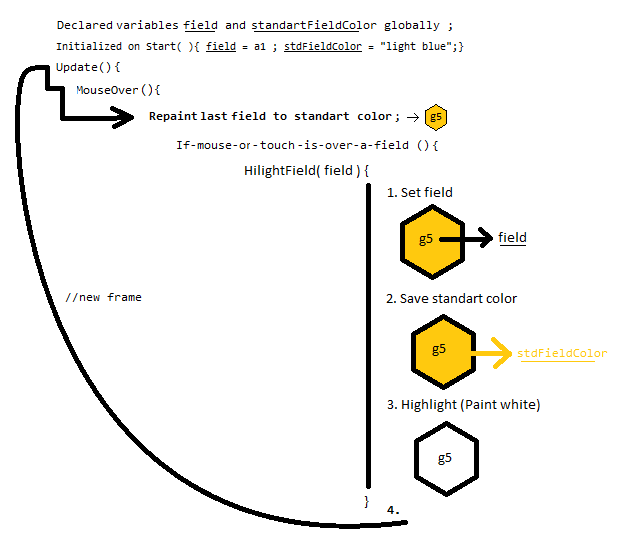 Declared variables field and standartFieldColor globally ;
Initialized on Start( ){ field = a1 ; stdFieldColor = "light blue";}
Update(){
MouseOver(){
Repaint last field to standart color ; → g5
If-mouse-or-touch-is-over-a-field (){
HilightField( field ) {
1. Set field
g5
field
//new frame
2. Save standart color
g5
stdFieldColor
3. Highlight (Paint white)
g5
}
4.